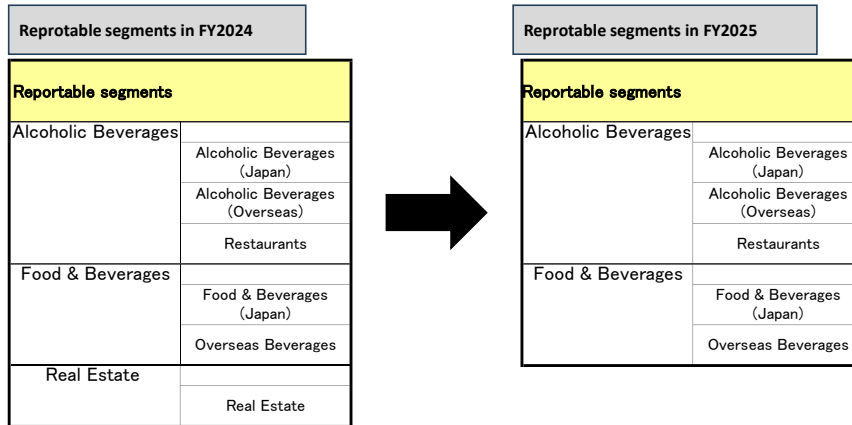 Reprotable segments in FY2024
Reportable segments
Alcoholic Beverages
Alcoholic Beverages
(Japan)
Alcoholic Beverages
(Overseas)
Restaurants
Food & Beverages
Food & Beverages
(Japan)
Overseas Beverages
Real Estate
Real Estate
Reprotable segments in FY2025
Reportable segments
Alcoholic Beverages
Alcoholic Beverages
(Japan)
Alcoholic Beverages
(Overseas)
Restaurants
Food & Beverages
Food & Beverages
(Japan)
Overseas Beverages